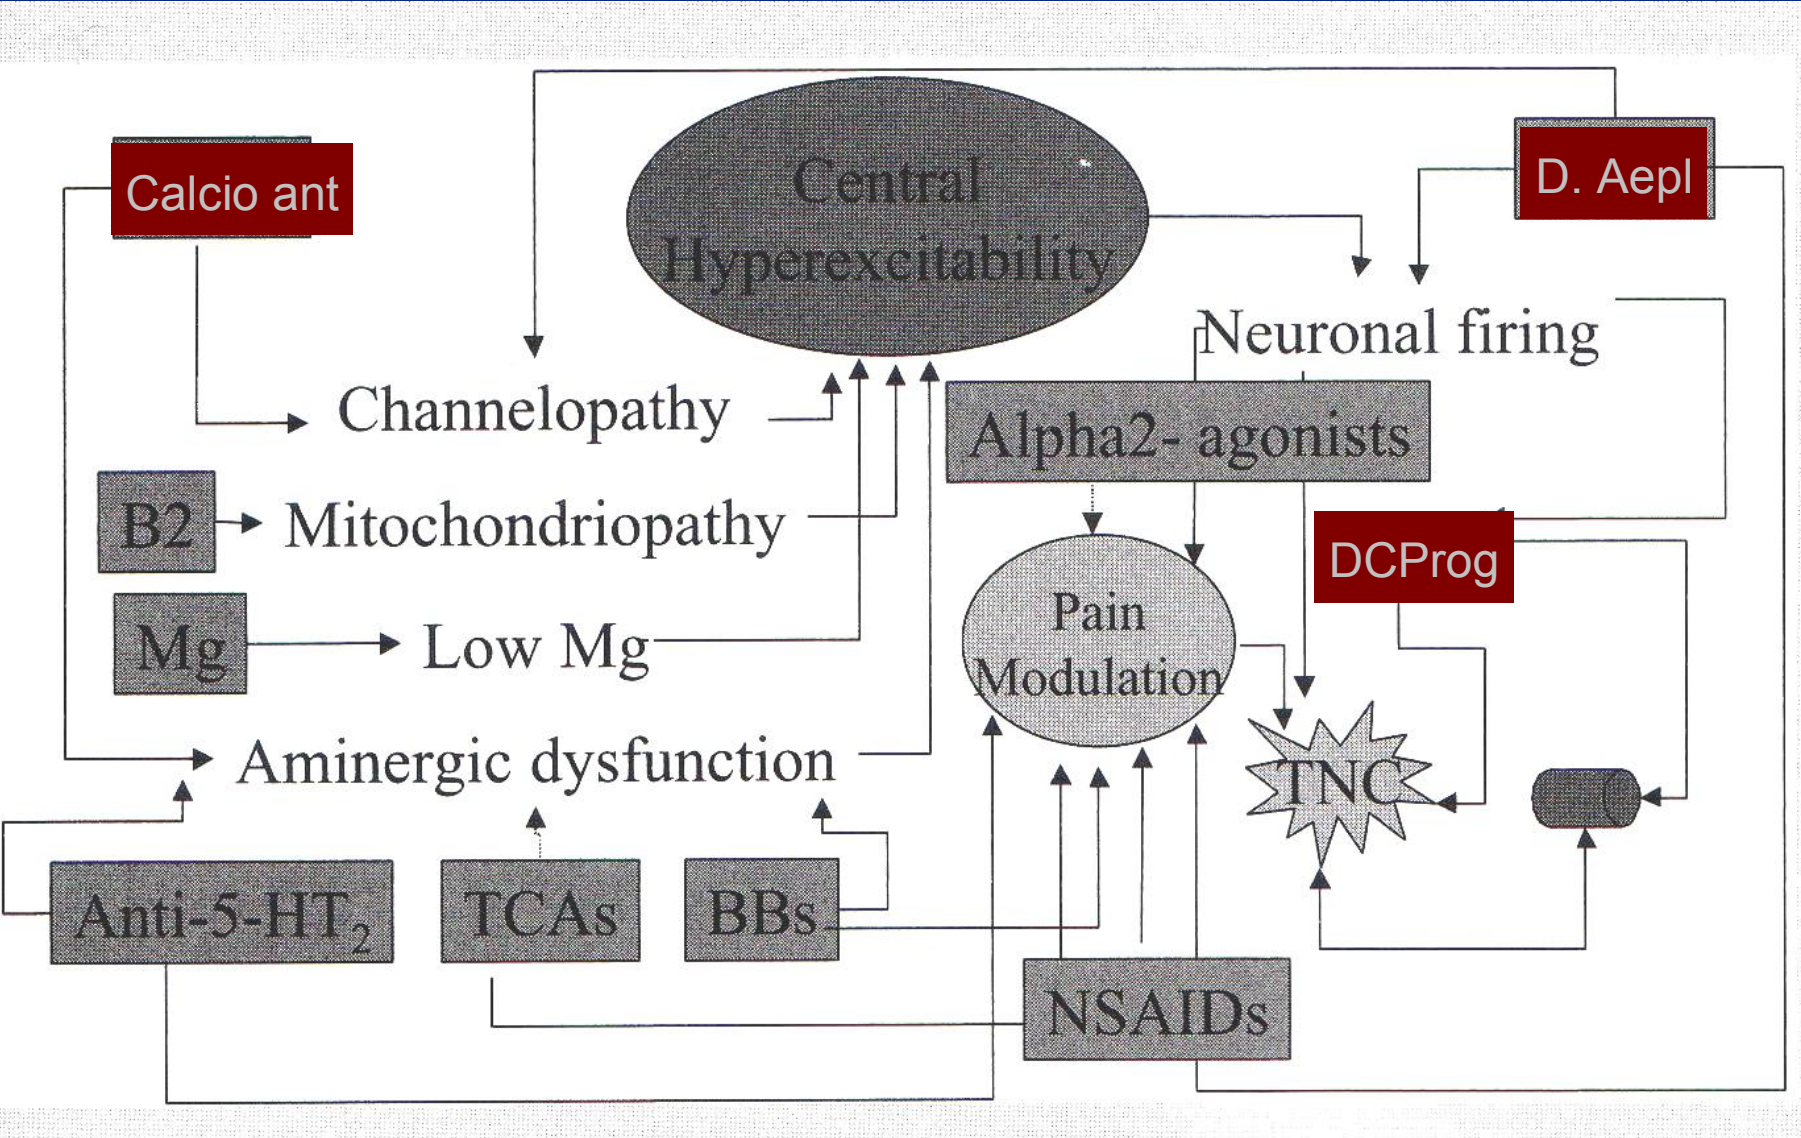 Central
Hyperexcitability
Calcio ant
D. Aepl
Neuronal firing
Channelopathy
Alpha2- agonists
B2
Mitochondriopathy
DCProg
Pain
Modulation
Mg
Low Mg
Aminergic dysfunction
TNC
Anti-5-HT₂
TCAs
BBs
NSAIDs